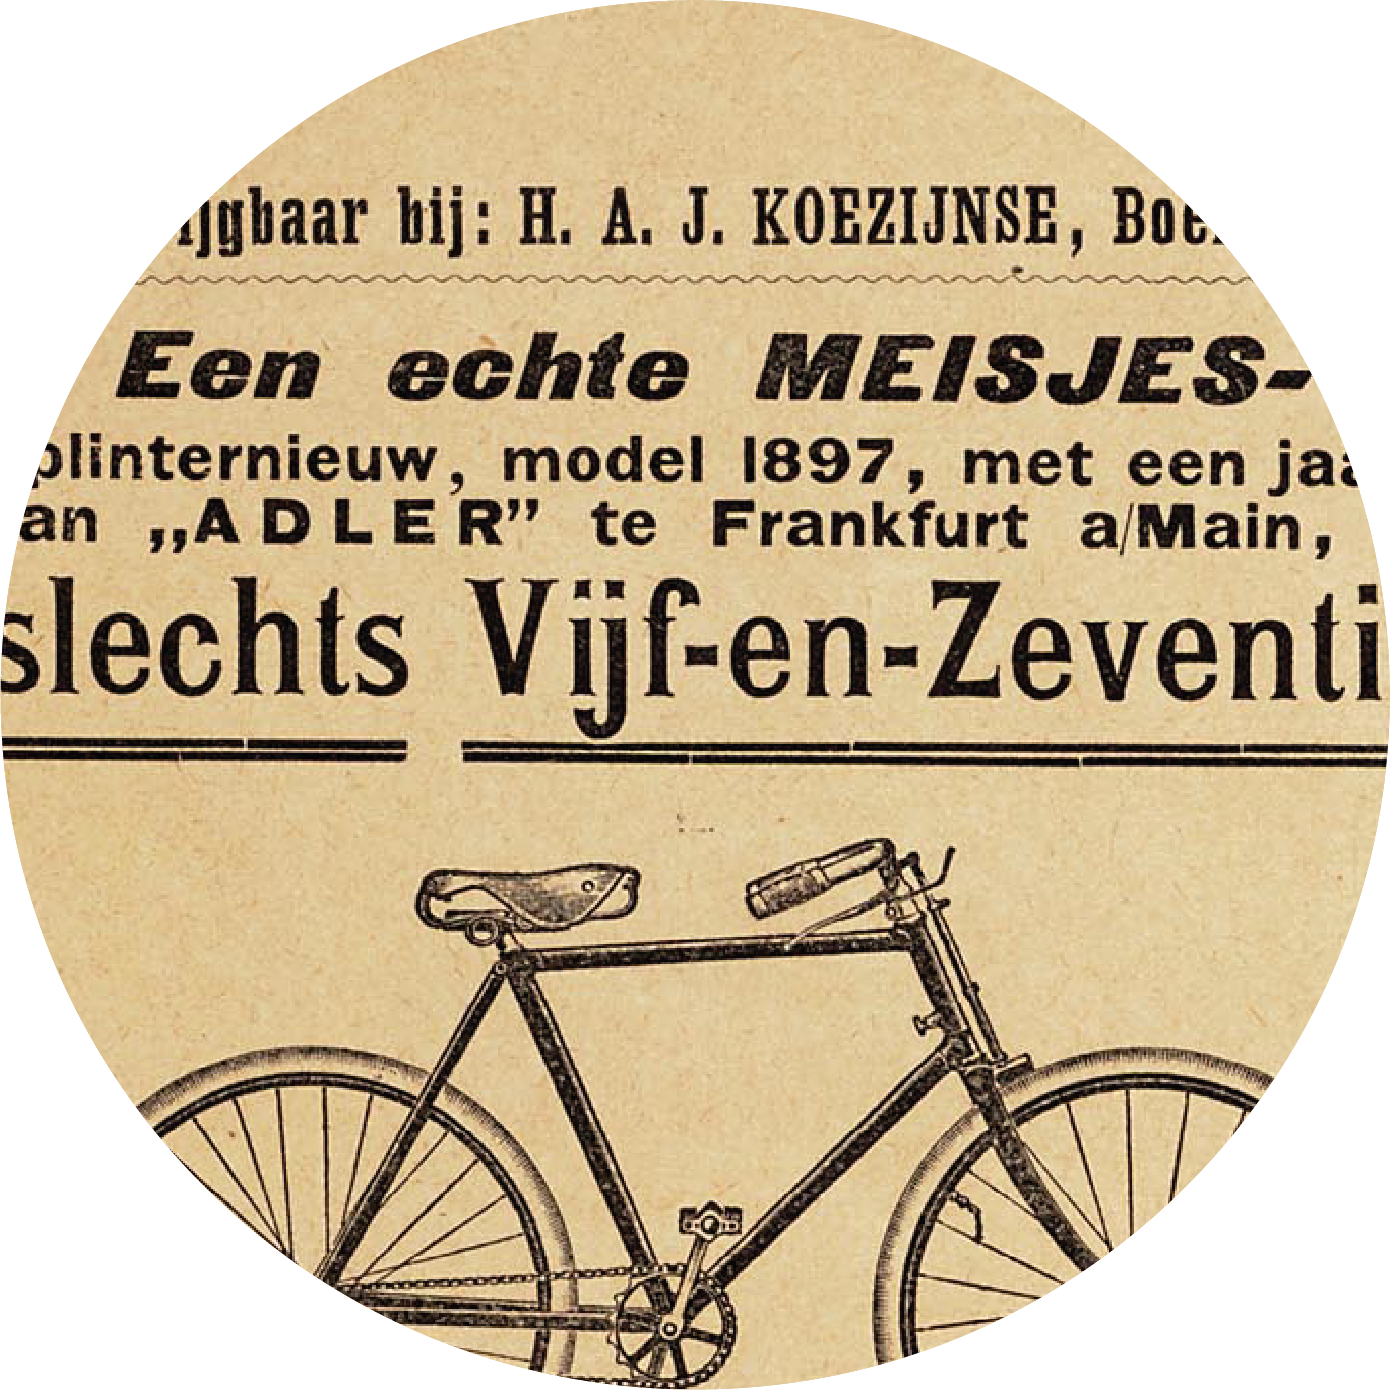 ijgbaar bij: H. A. J. KOEZIJNSE, Boe
Een echte MEISJES-
plinternieuw, model 1897, met een jaa
an „ADLER” te Frankfurt a/Main,
slechts Vijf-en-Zeventi